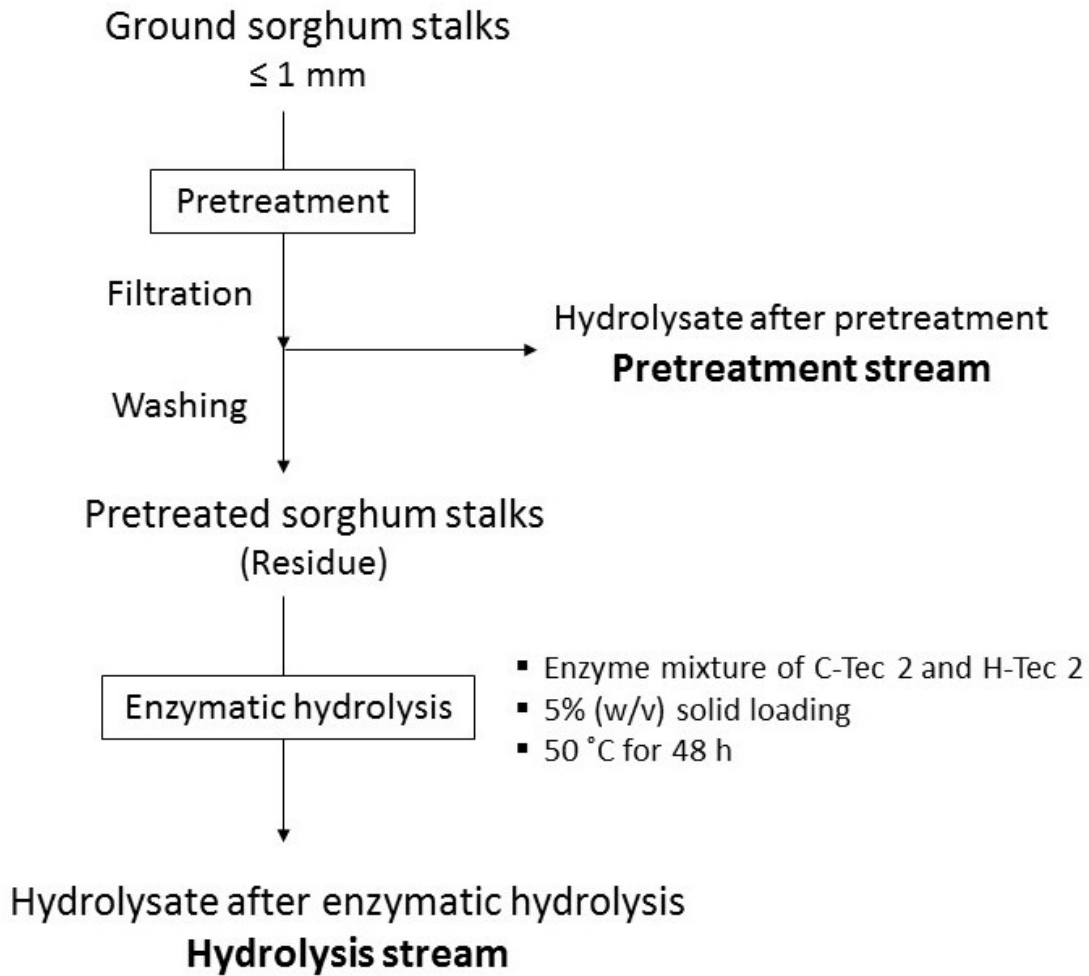 Ground sorghum stalks
≤ 1 mm
Pretreatment
Filtration
Hydrolysate after pretreatment
Pretreatment stream
Washing
Pretreated sorghum stalks
(Residue)
▪ Enzyme mixture of C-Tec 2 and H-Tec 2
Enzymatic hydrolysis
▪ 5% (w/v) solid loading
▪ 50 ˚C for 48 h
Hydrolysate after enzymatic hydrolysis
Hydrolysis stream